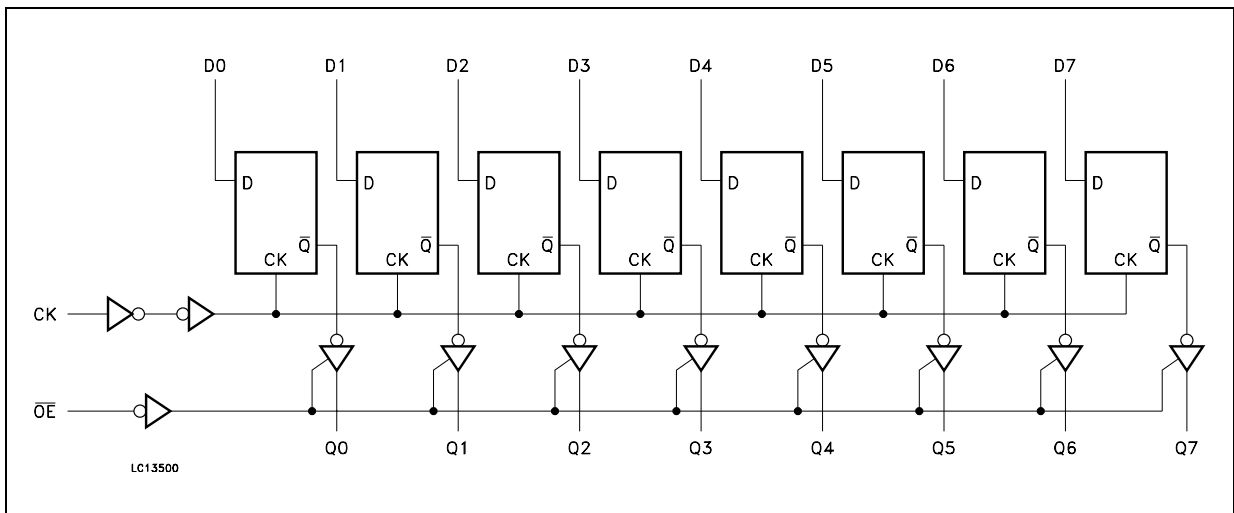 D0 D1 D2 D3 D4 D5 D6 D7
D D D D D D D D
Q̅ Q̅ Q̅ Q̅ Q̅ Q̅ Q̅ Q̅
CK CK CK CK CK CK CK CK
CK
O̅E̅
Q0 Q1 Q2 Q3 Q4 Q5 Q6 Q7
LC13500